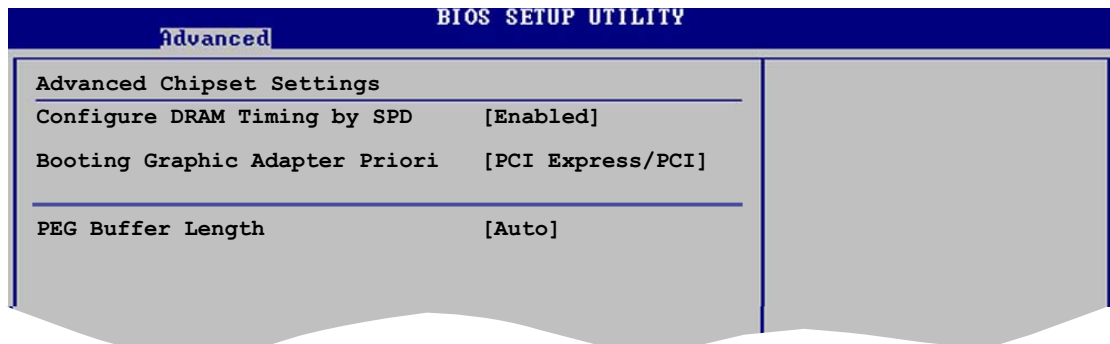 BIOS SETUP UTILITY
Advanced
Advanced Chipset Settings
Configure DRAM Timing by SPD [Enabled]
Booting Graphic Adapter Priori [PCI Express/PCI]
PEG Buffer Length [Auto]